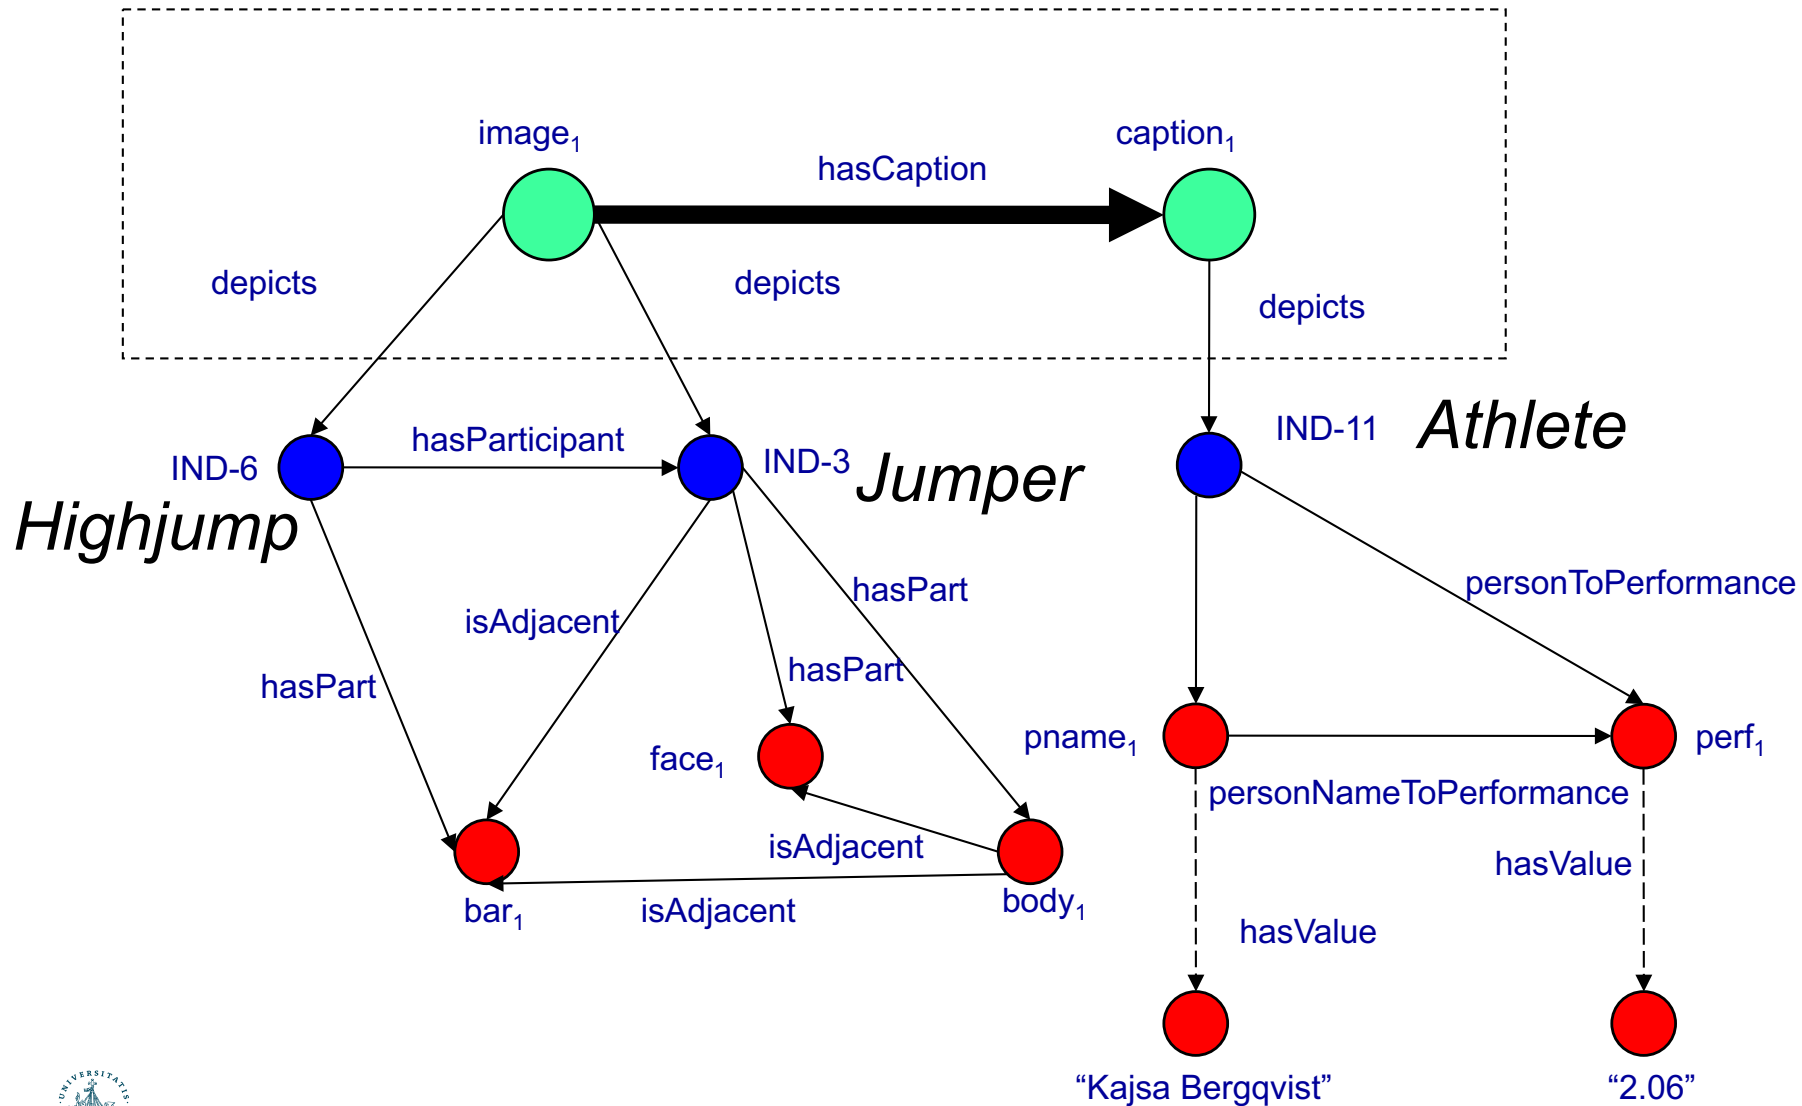 image1
caption1
hasCaption
depicts
depicts
depicts
IND-6
hasParticipant
IND-3
IND-11
Athlete
Jumper
Highjump
hasPart
isAdjacent
personToPerformance
hasPart
hasPart
face1
pname1
perf1
personNameToPerformance
isAdjacent
hasValue
bar1
isAdjacent
body1
hasValue
"Kajsa Bergqvist"
"2.06"